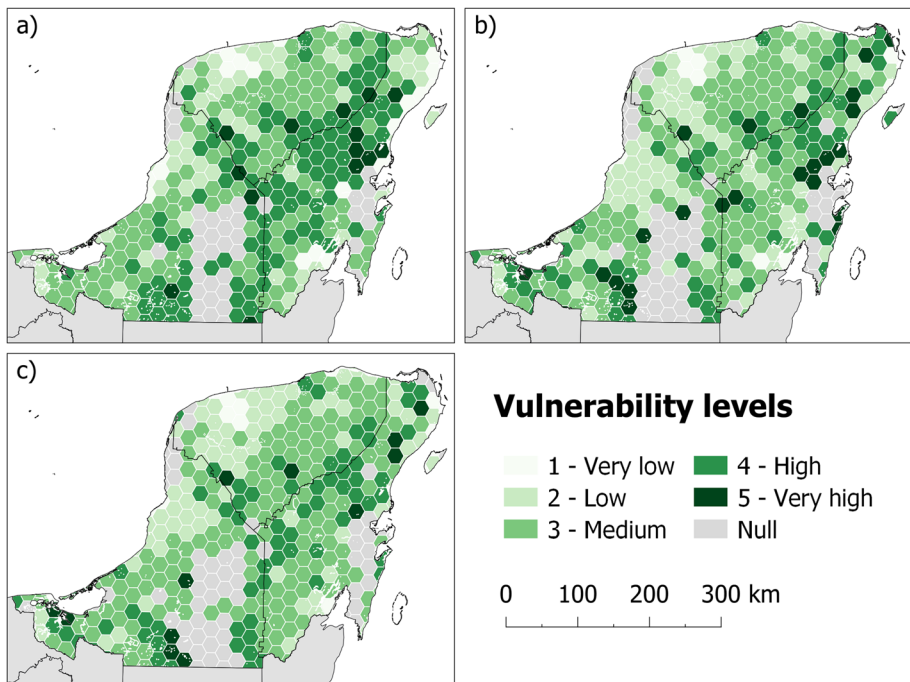 a)
b)
c)
Vulnerability levels
1 - Very low
4 - High
2 - Low
5 - Very high
3 - Medium
Null
0 100 200 300 km